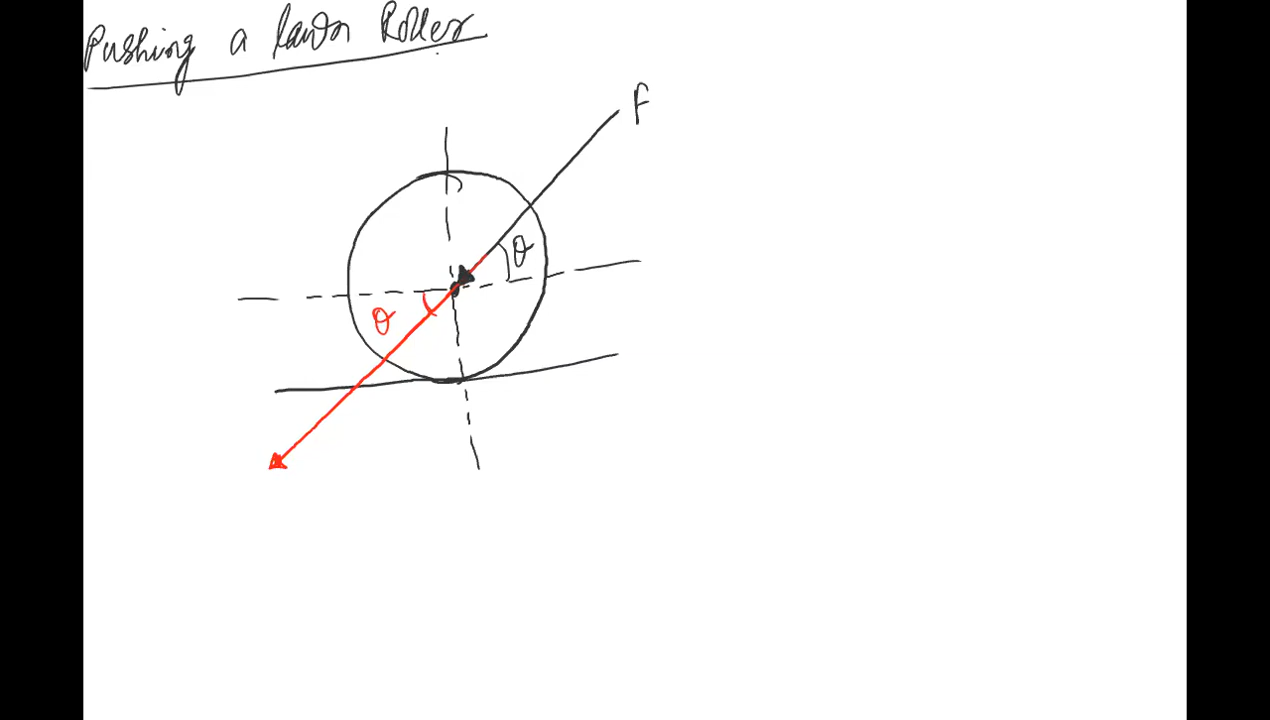 Pushing a lawn Roller
F
θ
θ